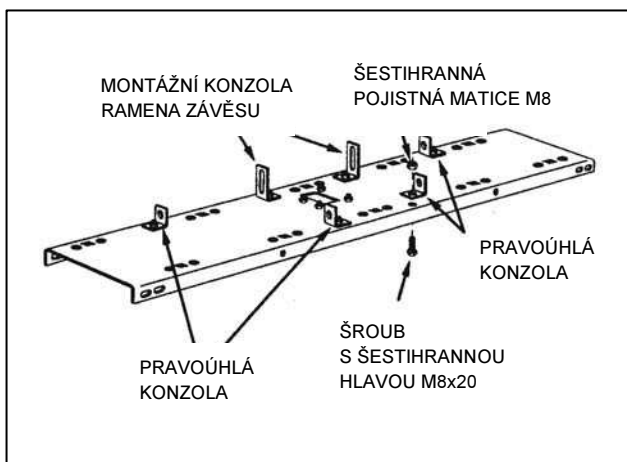 MONTÁŽNÍ KONZOLA
RAMENA ZÁVĚSU
ŠESTIHRANNÁ
POJISTNÁ MATICE M8
PRAVOÚHLÁ
KONZOLA
ŠROUB
S ŠESTIHRANNOU
HLAVOU M8x20
PRAVOÚHLÁ
KONZOLA